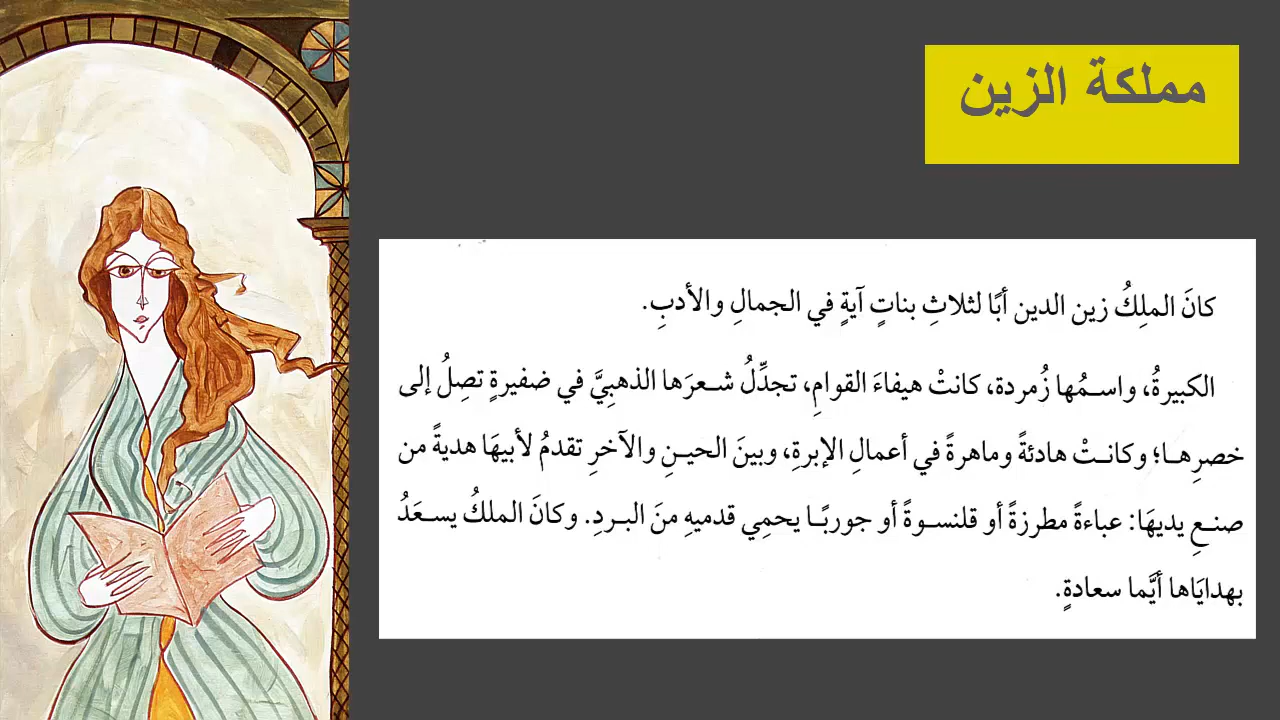 مملكة الزين
كانَ الملِكُ زين الدين أبًا لثلاثِ بناتٍ آيةٍ في الجمالِ والأدبِ.
الكبيرةُ، واسمُها زُمردة، كانتْ هيفاءَ القوامِ، تجدِّلُ شعرَها الذهبِيَّ في ضفيرةٍ تصِلُ إلى
خصرِها؛ وكانتْ هادئةً وماهرةً في أعمالِ الإبرةِ، وبينَ الحينِ والآخرِ تقدمُ لأبيهَا هديةً من
صنعِ يديهَا: عباءةً مطرزةً أو قلنسوةً أو جوربًا يحمِي قدميهِ منَ البردِ. وكانَ الملكُ يسعَدُ
بهدايَاها أيَّما سعادةٍ.